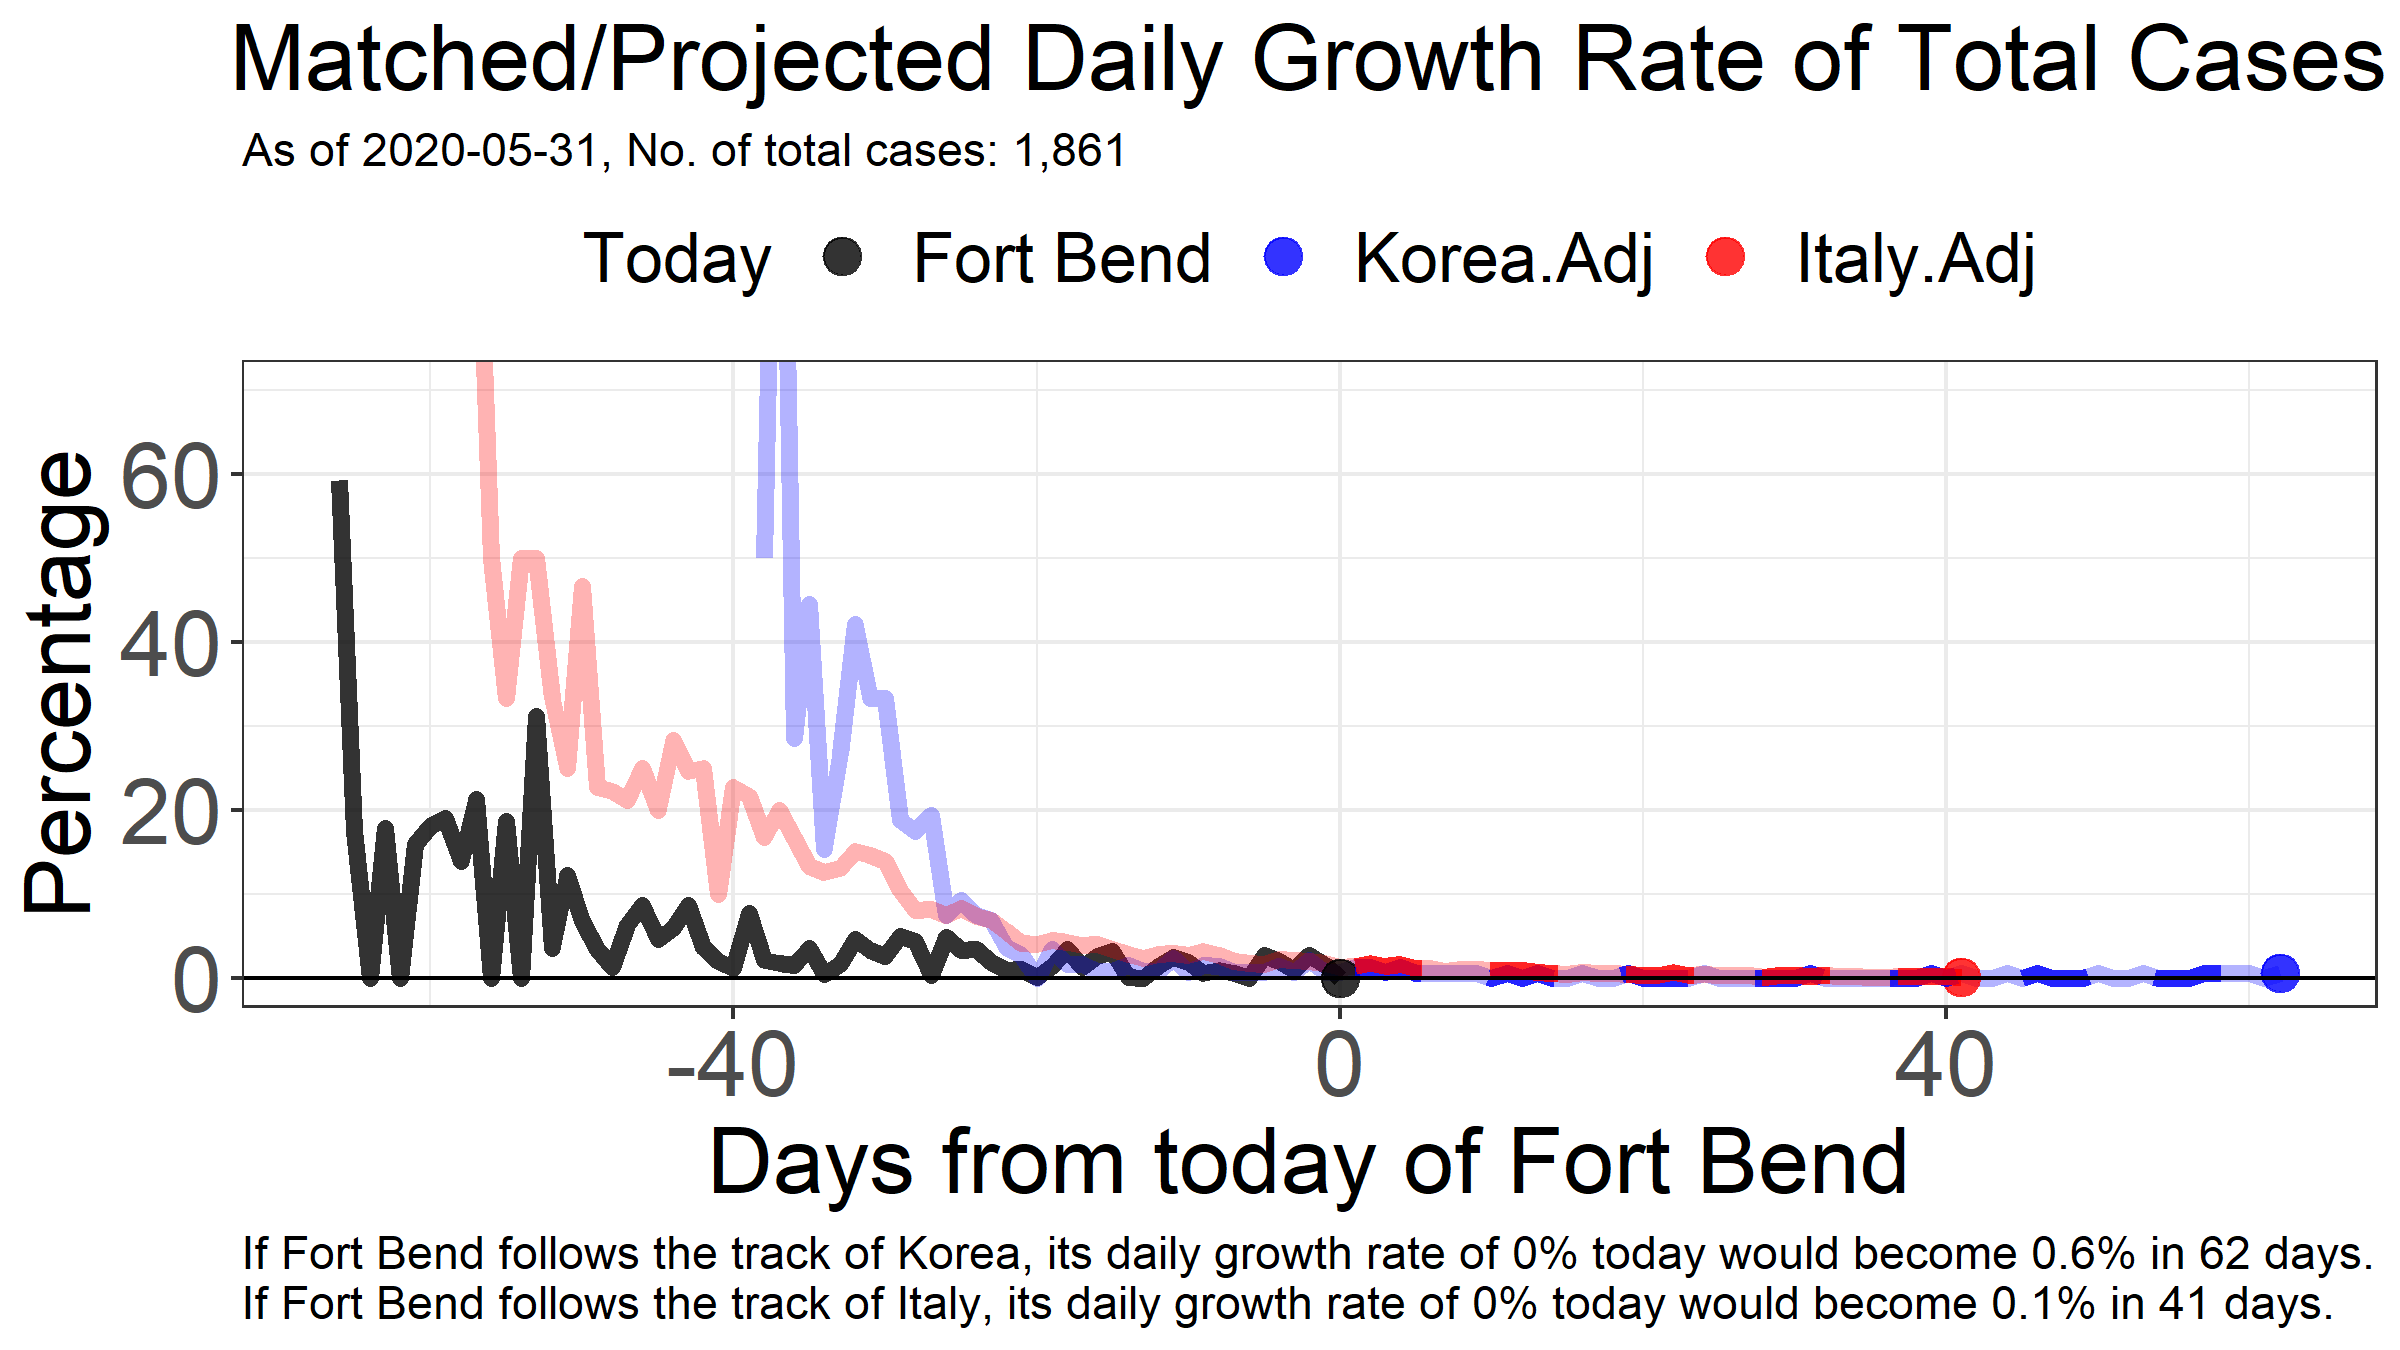 Matched/Projected Daily Growth Rate of Total Cases
As of 2020-05-31, No. of total cases: 1,861
Today Fort Bend Korea.Adj Italy.Adj
Percentage
60
40
20
0
-40 0 40
Days from today of Fort Bend
If Fort Bend follows the track of Korea, its daily growth rate of 0% today would become 0.6% in 62 days.
If Fort Bend follows the track of Italy, its daily growth rate of 0% today would become 0.1% in 41 days.